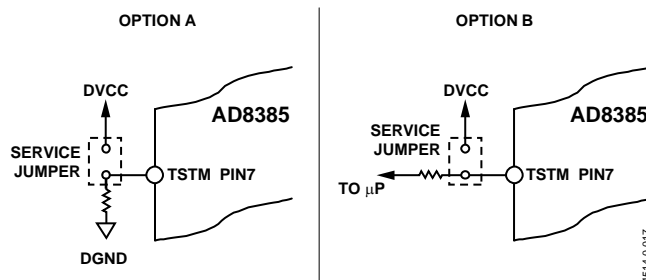 OPTION A
DVCC
AD8385
SERVICE
JUMPER
TSTM PIN7
DGND
OPTION B
DVCC
AD8385
SERVICE
JUMPER
TSTM PIN7
TO µP